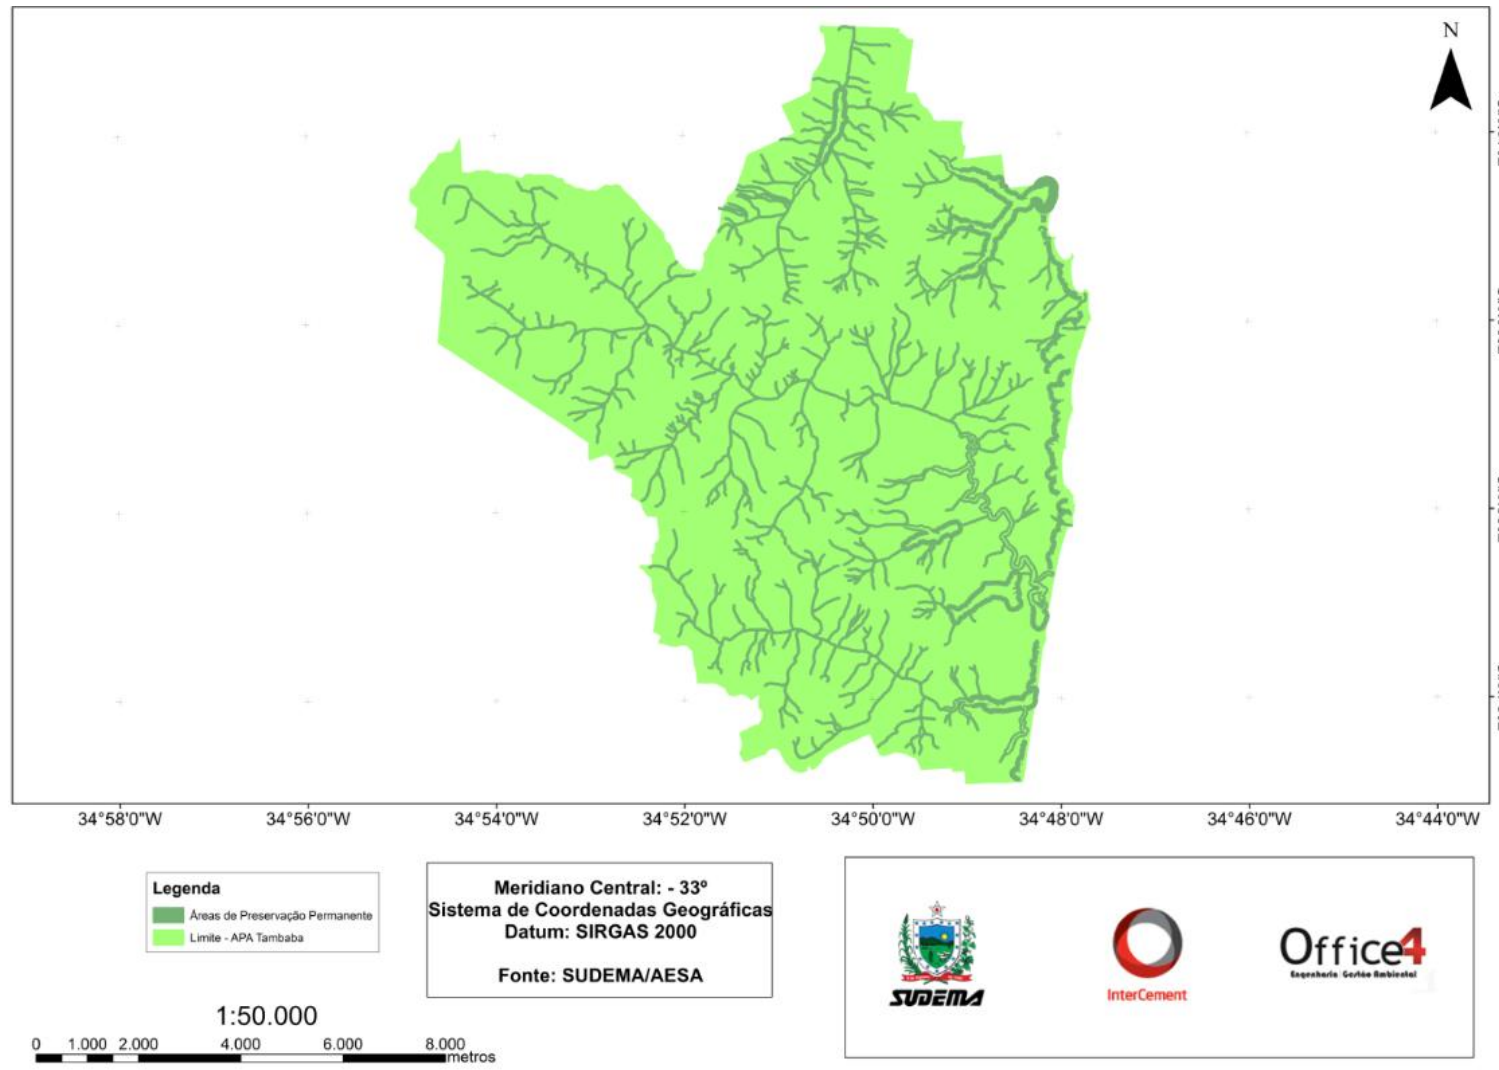 N
34°58'0"W 34°56'0"W 34°54'0"W 34°52'0"W 34°50'0"W 34°48'0"W 34°46'0"W 34°44'0"W
Legenda
Áreas de Preservação Permanente
Limite - APA Tambaba
Meridiano Central: - 33º
Sistema de Coordenadas Geográficas
Datum: SIRGAS 2000
Fonte: SUDEMA/AESA
SUDEMA
InterCement
Office4
Engenharia Gestão Ambiental
1:50.000
0 1.000 2.000 4.000 6.000 8.000
metros